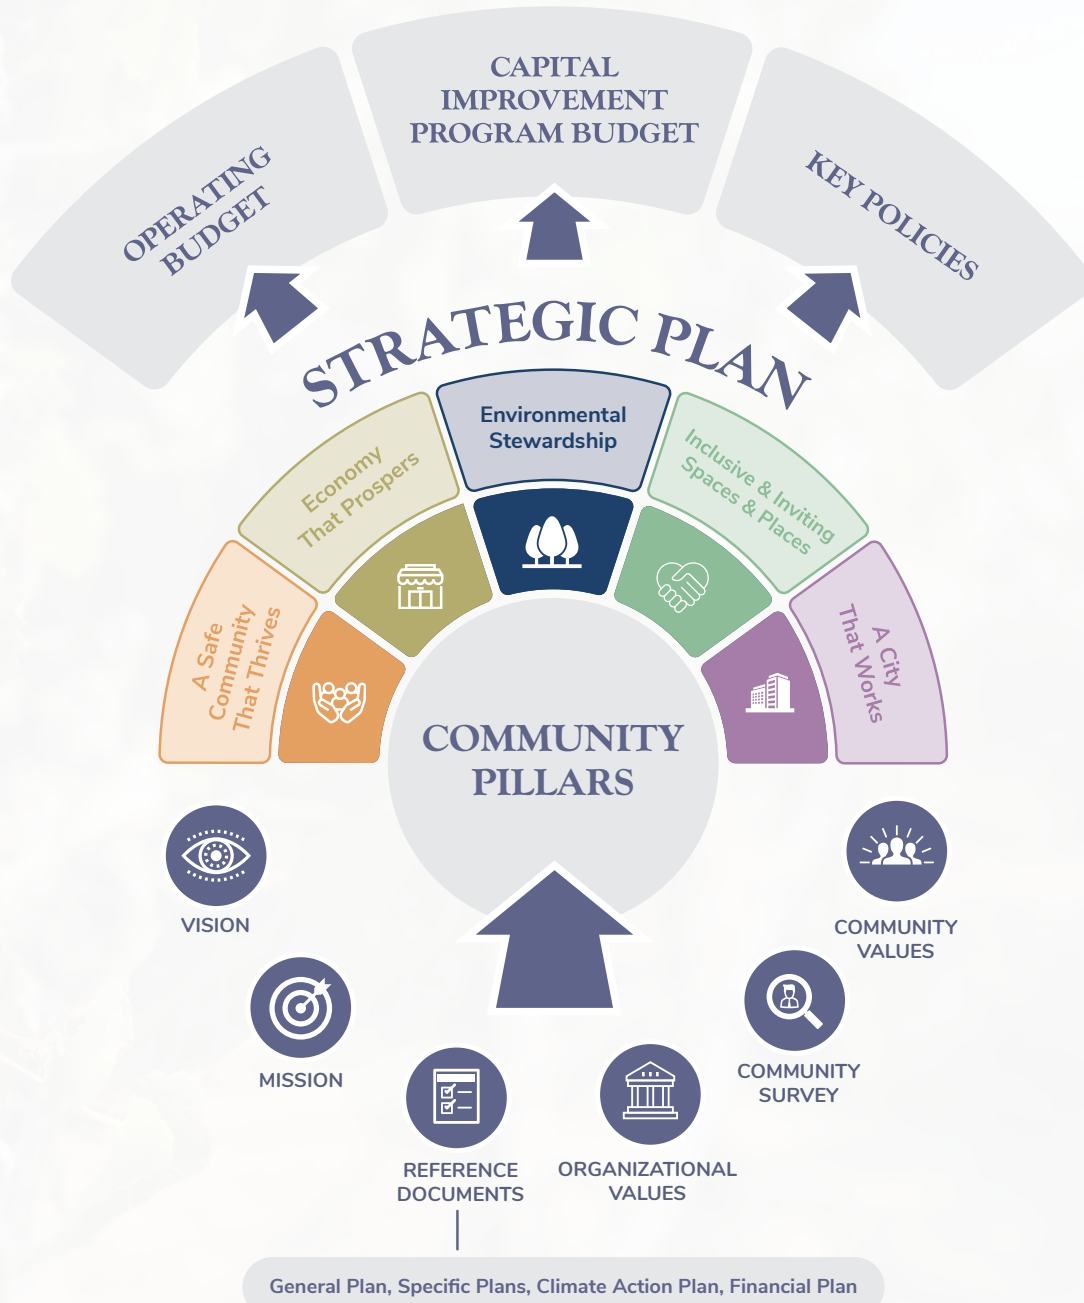 CAPITAL
IMPROVEMENT
PROGRAM BUDGET
OPERATING
BUDGET
KEY POLICIES
STRATEGIC PLAN
Environmental
Stewardship
Economy
That Prospers
Inclusive & Inviting
Spaces & Places
A Safe
Community
That Thrives
A City
That Works
COMMUNITY
PILLARS
VISION
COMMUNITY
VALUES
MISSION
COMMUNITY
SURVEY
REFERENCE
DOCUMENTS
ORGANIZATIONAL
VALUES
General Plan, Specific Plans, Climate Action Plan, Financial Plan